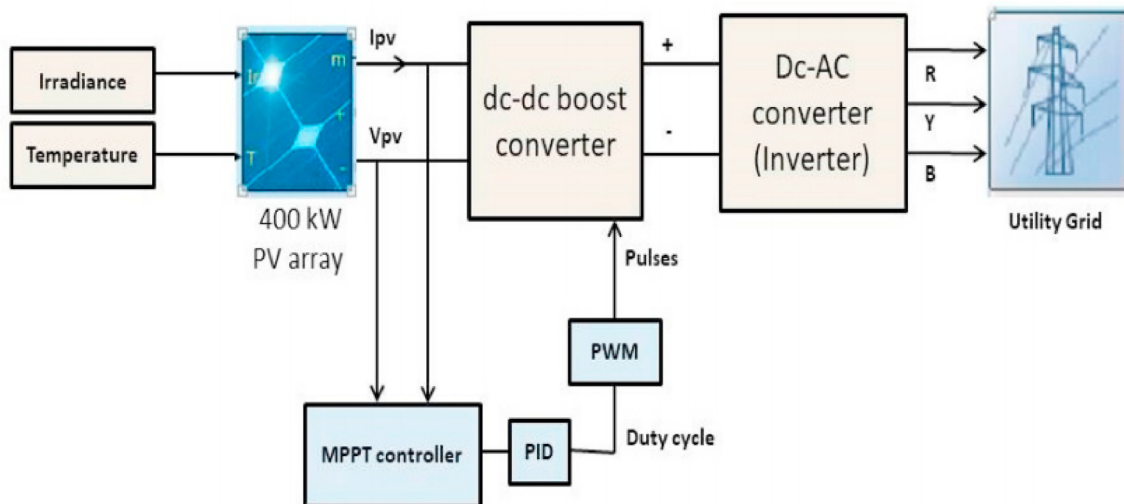 Irradiance
Temperature
Ir
T
m
+
-
400 kW
PV array
Ipv
Vpv
dc-dc boost
converter
+
-
Dc-AC
converter
(Inverter)
R
Y
B
Utility Grid
Pulses
PWM
Duty cycle
PID
MPPT controller